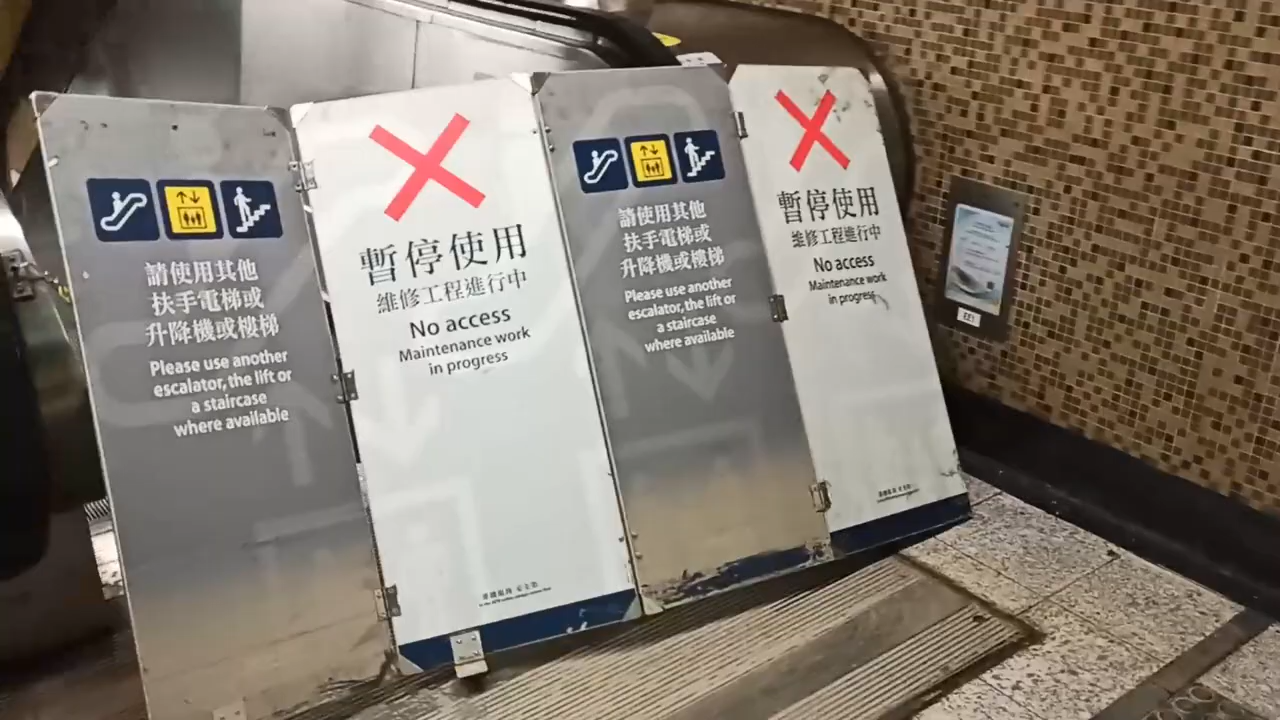 請使用其他
扶手電梯或
升降機或樓梯
Please use another
escalator, the lift or
a staircase
where available
暫停使用
維修工程進行中
No access
Maintenance work
in progress
請使用其他
扶手電梯或
升降機或樓梯
Please use another
escalator, the lift or
a staircase
where available
暫停使用
維修工程進行中
No access
Maintenance work
in progress
EE1